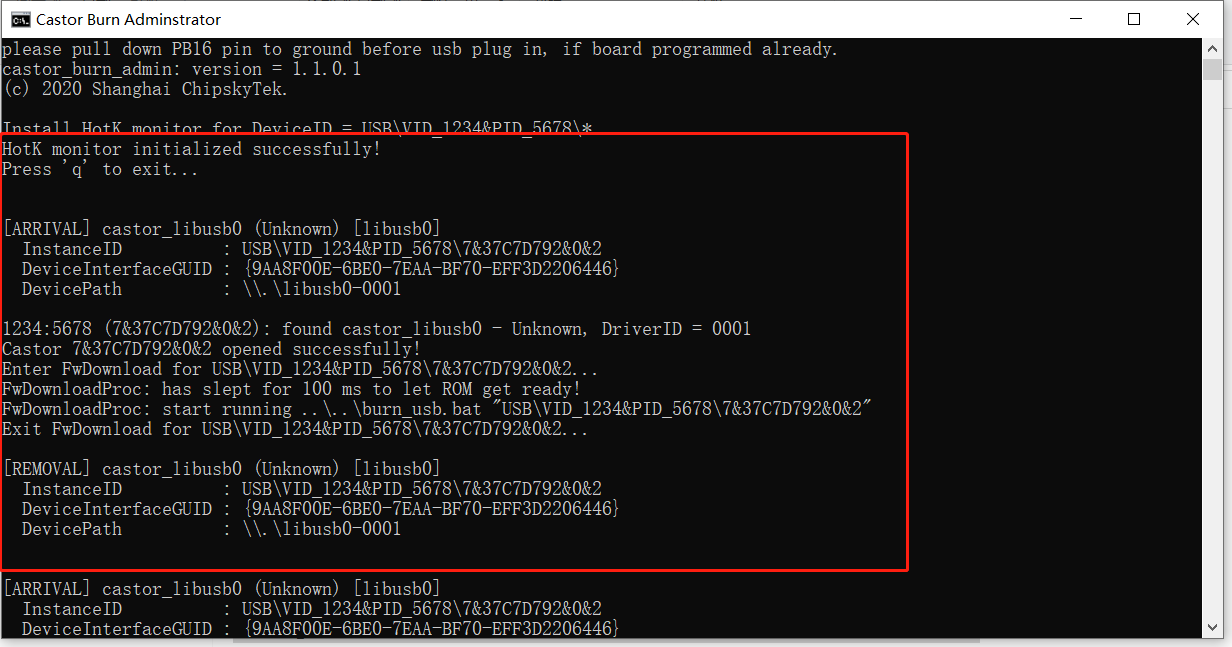 Castor Burn Adminstrator
please pull down PB16 pin to ground before usb plug in, if board programmed already.
castor_burn_admin: version = 1.1.0.1
(c) 2020 Shanghai ChipskyTek.
Install HotK monitor for DeviceID = USB\VID_1234&PID_5678\*
HotK monitor initialized successfully!
Press 'q' to exit...
[ARRIVAL] castor_libusb0 (Unknown) [libusb0]
InstanceID : USB\VID_1234&PID_5678\7&37C7D792&0&2
DeviceInterfaceGUID : {9AA8F00E-6BE0-7EAA-BF70-EFF3D2206446}
DevicePath : \\.\libusb0-0001
1234:5678 (7&37C7D792&0&2): found castor_libusb0 - Unknown, DriverID = 0001
Castor 7&37C7D792&0&2 opened successfully!
Enter FwDownload for USB\VID_1234&PID_5678\7&37C7D792&0&2...
FwDownloadProc: has slept for 100 ms to let ROM get ready!
FwDownloadProc: start running ..\..\burn_usb.bat "USB\VID_1234&PID_5678\7&37C7D792&0&2"
Exit FwDownload for USB\VID_1234&PID_5678\7&37C7D792&0&2...
[REMOVAL] castor_libusb0 (Unknown) [libusb0]
InstanceID : USB\VID_1234&PID_5678\7&37C7D792&0&2
DeviceInterfaceGUID : {9AA8F00E-6BE0-7EAA-BF70-EFF3D2206446}
DevicePath : \\.\libusb0-0001
[ARRIVAL] castor_libusb0 (Unknown) [libusb0]
InstanceID : USB\VID_1234&PID_5678\7&37C7D792&0&2
DeviceInterfaceGUID : {9AA8F00E-6BE0-7EAA-BF70-EFF3D2206446}